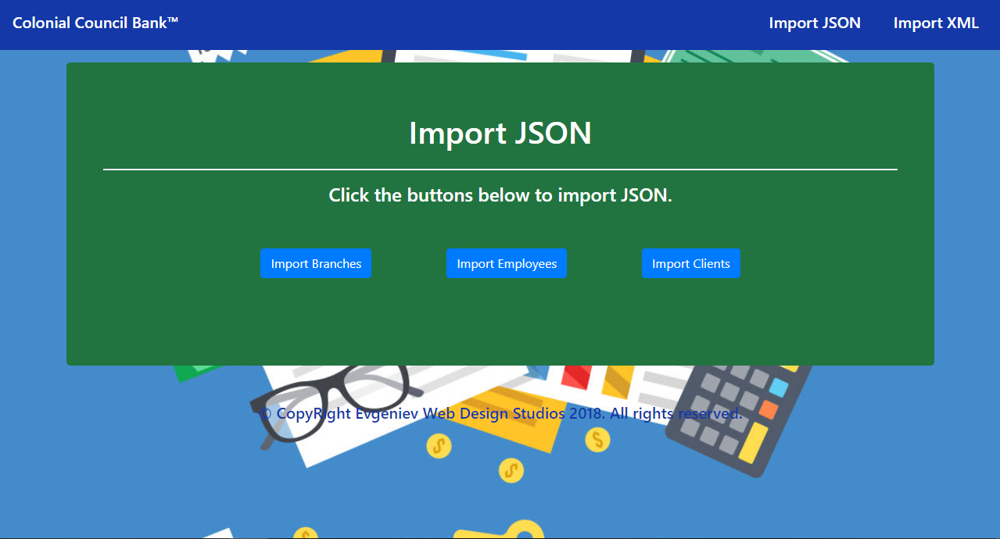 Colonial Council Bank™
Import JSON
Import XML
Import JSON
Click the buttons below to import JSON.
Import Branches
Import Employees
Import Clients
© CopyRight Evgeniev Web Design Studios 2018. All rights reserved.